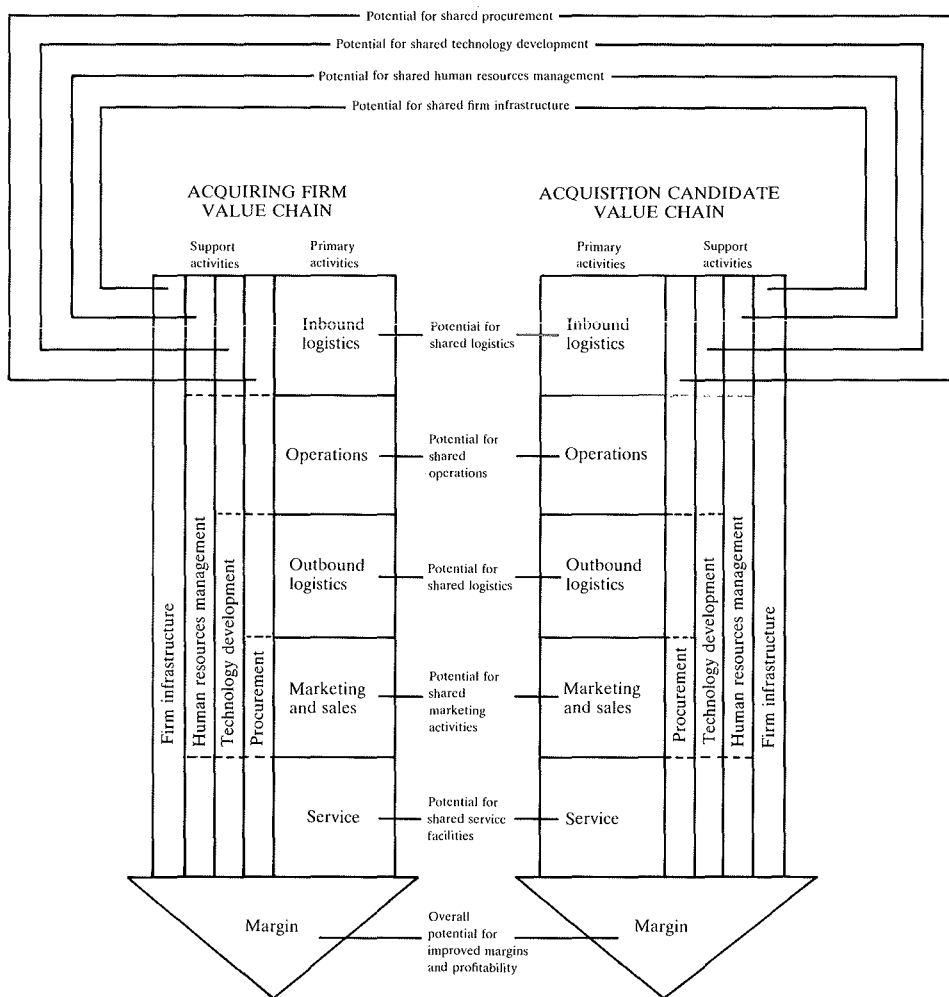 Potential for shared procurement
Potential for shared technology development
Potential for shared human resources management
Potential for shared firm infrastructure
ACQUIRING FIRM
VALUE CHAIN
ACQUISITION CANDIDATE
VALUE CHAIN
Support
activities
Primary
activities
Primary
activities
Support
activities
Inbound
logistics
Potential for
shared logistics
Inbound
logistics
Operations
Potential for
shared
operations
Operations
Outbound
logistics
Potential for
shared logistics
Outbound
logistics
Marketing
and sales
Potential for
shared
marketing
activities
Marketing
and sales
Service
Potential for
shared service
facilities
Service
Firm infrastructure
Human resources management
Technology development
Procurement
Procurement
Technology development
Human resources management
Firm infrastructure
Margin
Overall
potential for
improved margins
and profitability
Margin